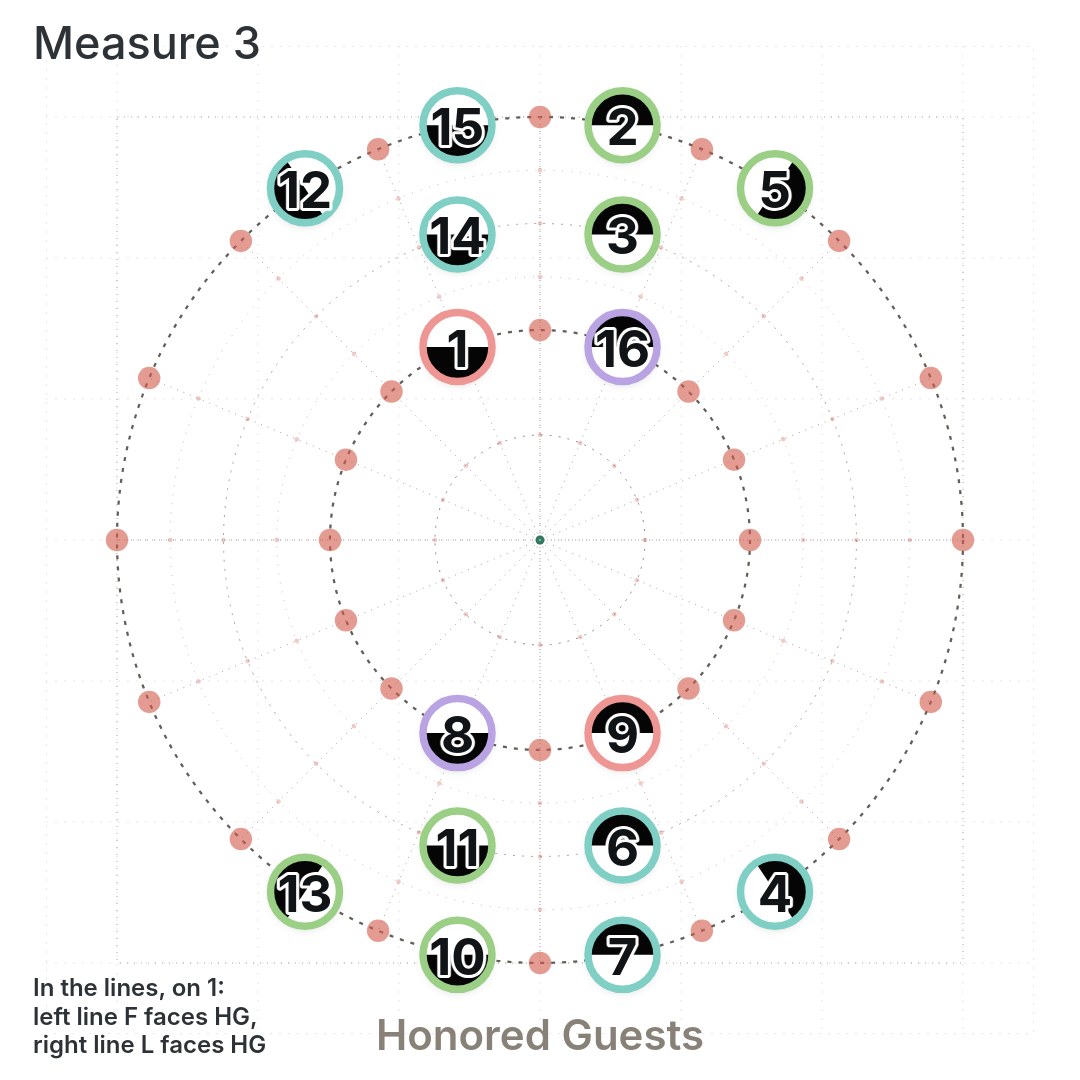 Measure 3
15 2
12 5
14 3
1 16
8 9
11 6
13 4
10 7
In the lines, on 1:
left line F faces HG,
right line L faces HG
Honored Guests